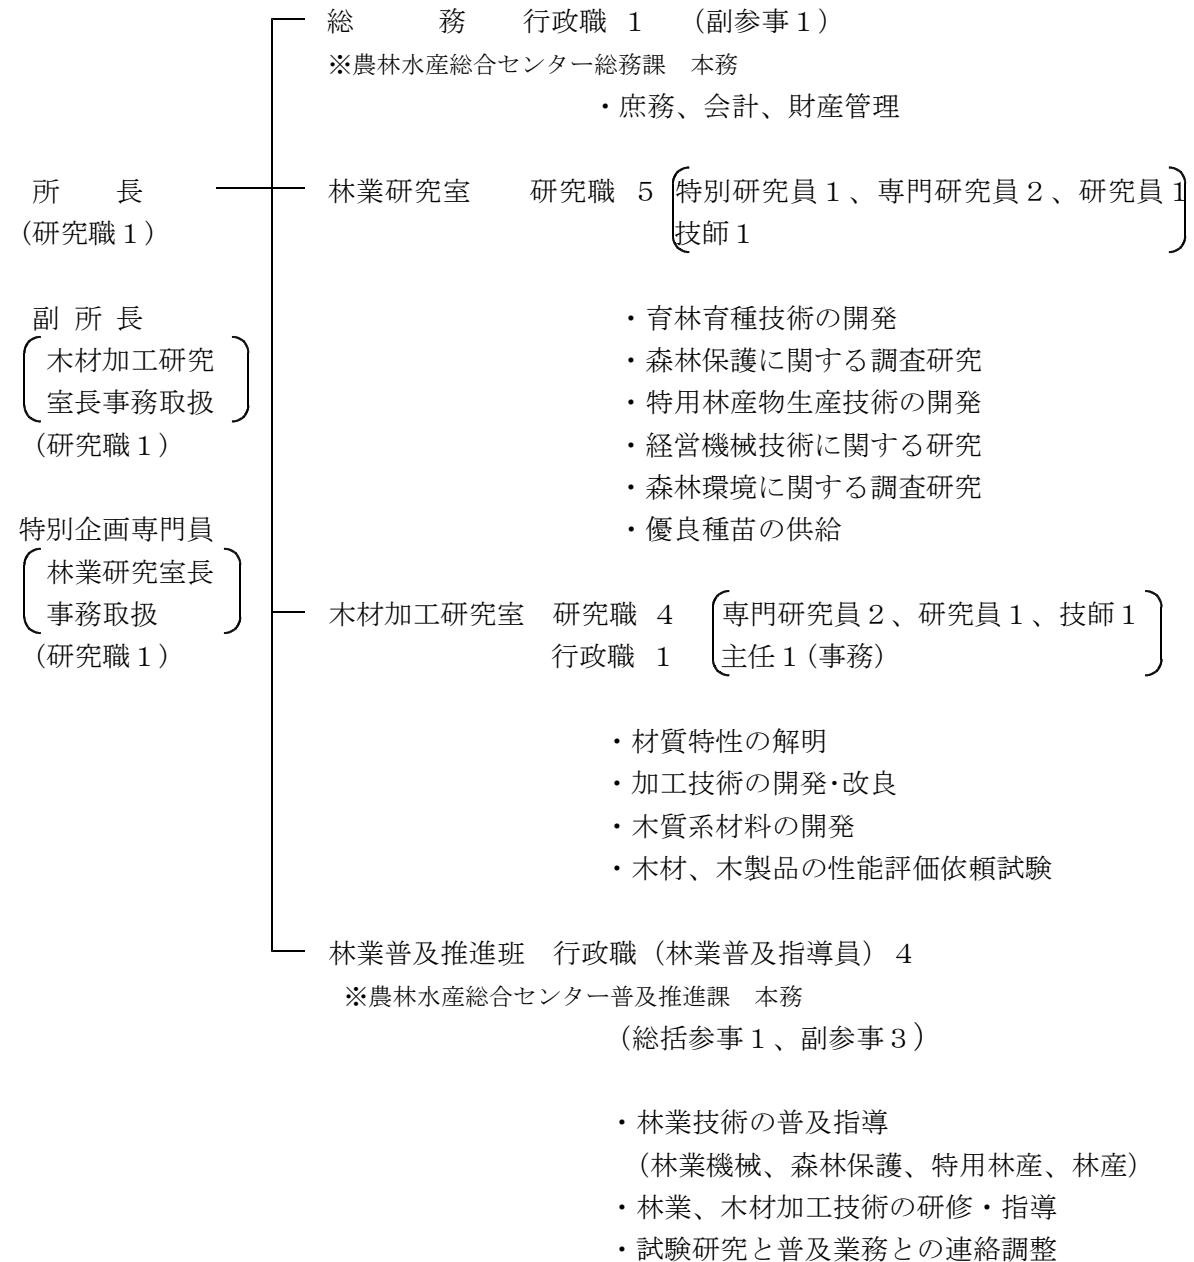 総　　務　行政職 1　（副参事１）
※農林水産総合センター総務課　本務
・庶務、会計、財産管理
所　　長
（研究職１）
林業研究室　研究職 5　特別研究員１、専門研究員２、研究員１
技師１
副 所 長
木材加工研究
室長事務取扱
（研究職１）
・育林育種技術の開発
・森林保護に関する調査研究
・特用林産物生産技術の開発
・経営機械技術に関する研究
・森林環境に関する調査研究
・優良種苗の供給
特別企画専門員
林業研究室長
事務取扱
（研究職１）
木材加工研究室　研究職 4　専門研究員２、研究員１、技師１
行政職 1　主任１（事務）
・材質特性の解明
・加工技術の開発･改良
・木質系材料の開発
・木材、木製品の性能評価依頼試験
林業普及推進班　行政職（林業普及指導員）４
※農林水産総合センター普及推進課　本務
（総括参事１、副参事３）
・林業技術の普及指導
（林業機械、森林保護、特用林産、林産）
・林業、木材加工技術の研修・指導
・試験研究と普及業務との連絡調整